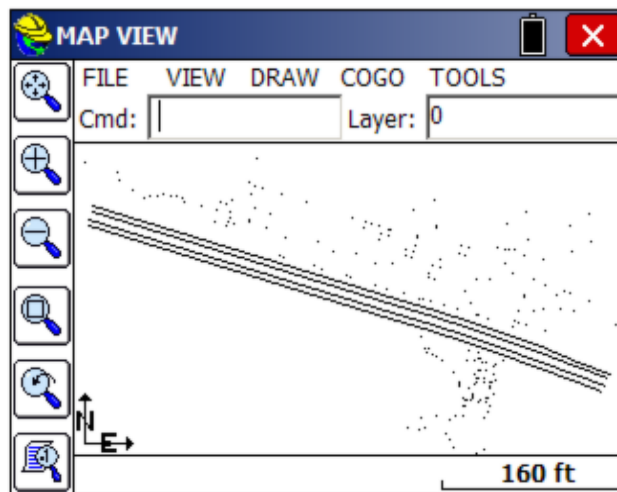 MAP VIEW
FILE VIEW DRAW COGO TOOLS
Cmd: Layer: 0
N
E
160 ft